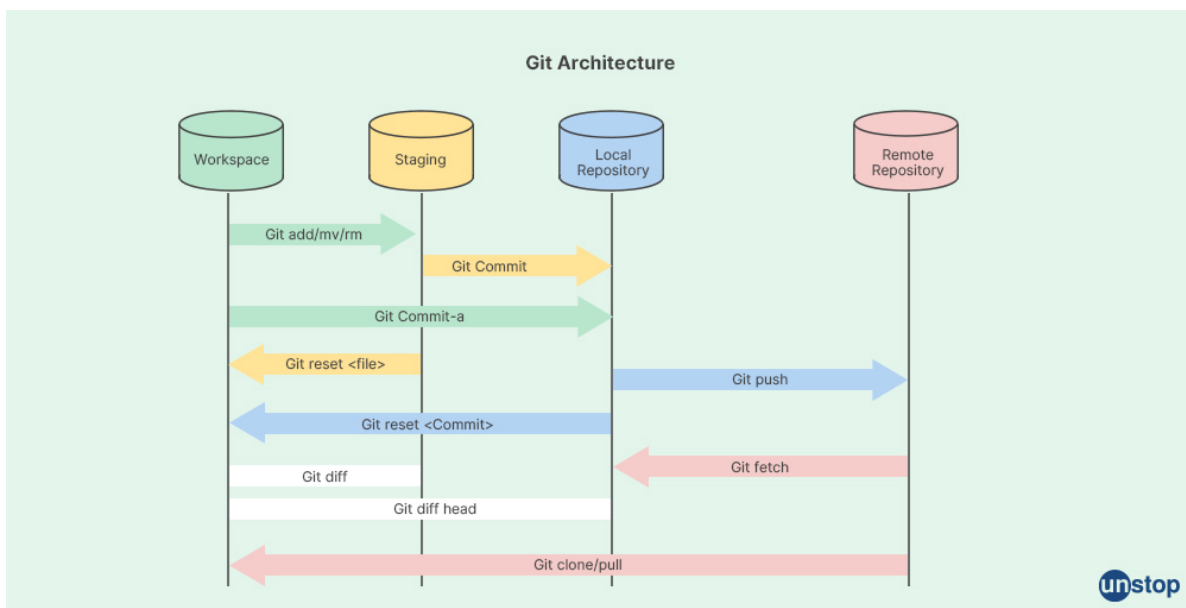 Git Architecture
Workspace
Staging
Local
Repository
Remote
Repository
Git add/mv/rm
Git Commit
Git Commit-a
Git reset <file>
Git push
Git reset <Commit>
Git fetch
Git diff
Git diff head
Git clone/pull
unstop